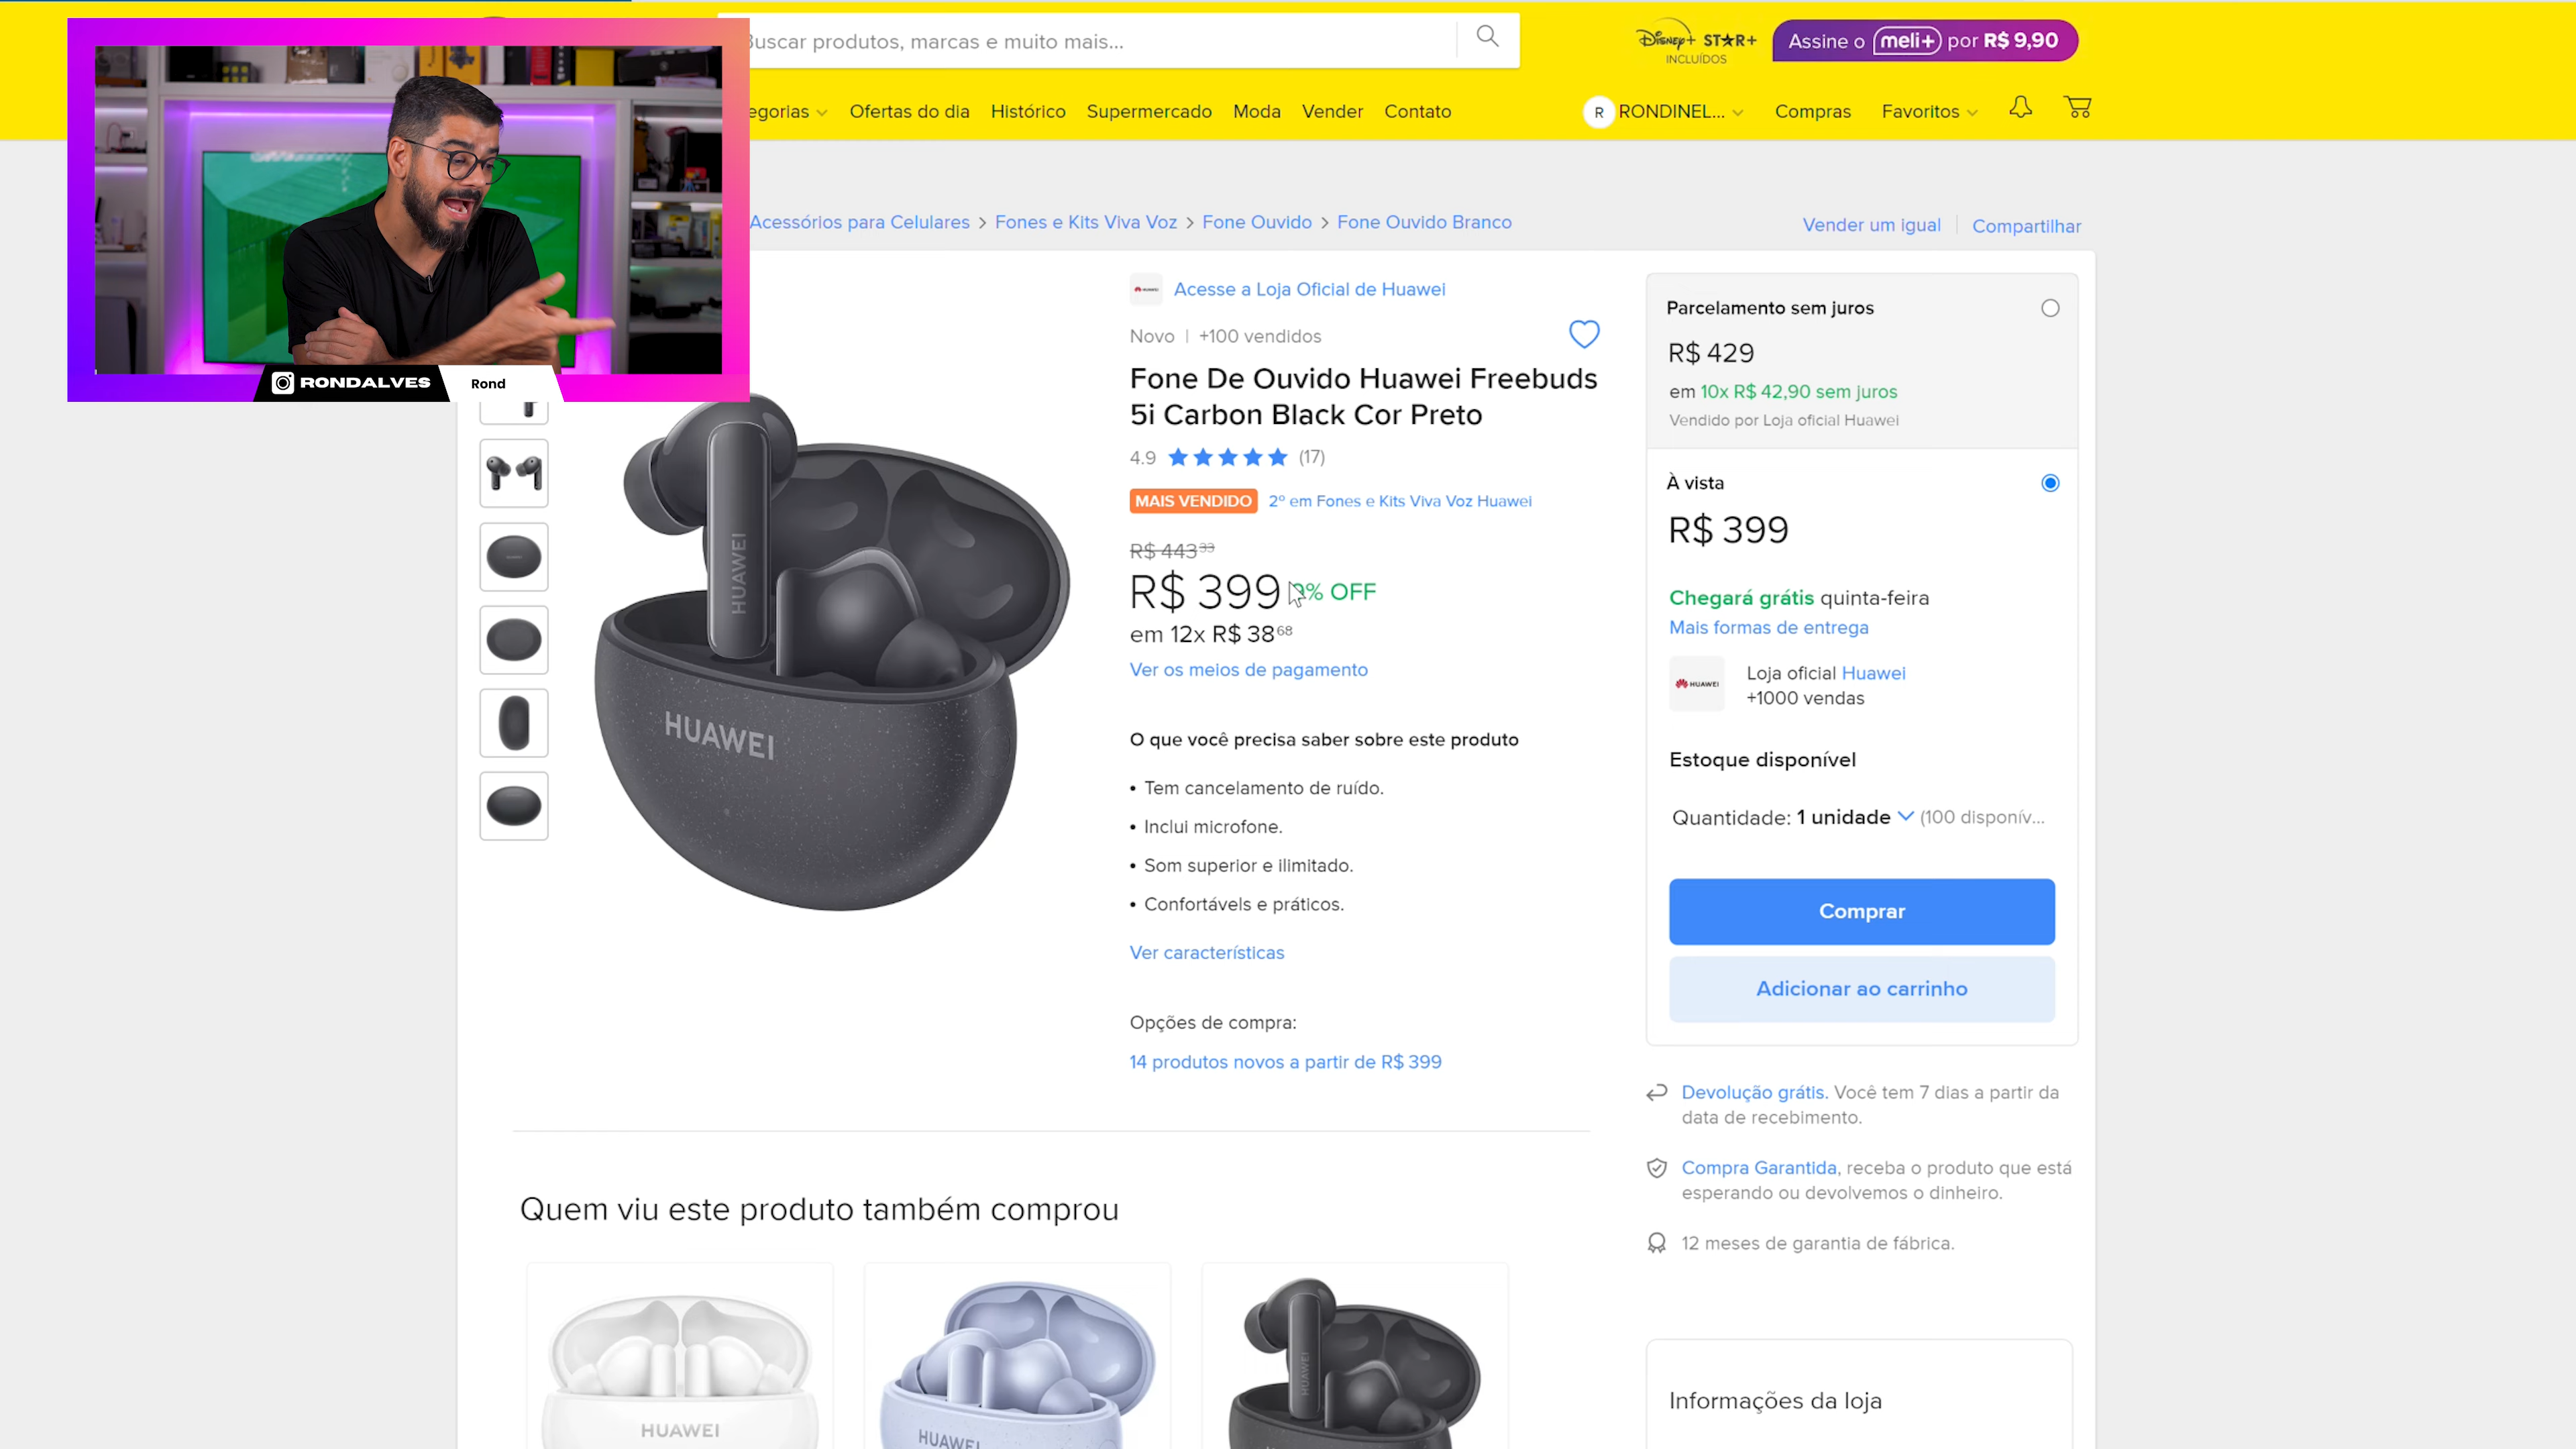 Buscar produtos, marcas e muito mais...
Disney+ STAR+
INCLUÍDOS
Assine o meli+ por R$ 9,90
Ofertas do dia
Histórico
Supermercado
Moda
Vender
Contato
R RONDINEL...
Compras
Favoritos
RONDALVES
Rond
Acessórios para Celulares > Fones e Kits Viva Voz > Fone Ouvido > Fone Ouvido Branco
Vender um igual
Compartilhar
HUAWEI
Acesse a Loja Oficial de Huawei
Novo | +100 vendidos
Fone De Ouvido Huawei Freebuds
5i Carbon Black Cor Preto
4.9 ★★★★★ (17)
MAIS VENDIDO 2º em Fones e Kits Viva Voz Huawei
R$ 443 33
R$ 399 % OFF
em 12x R$ 38 68
Ver os meios de pagamento
O que você precisa saber sobre este produto
• Tem cancelamento de ruído.
• Inclui microfone.
• Som superior e ilimitado.
• Confortávels e práticos.
Ver características
Opções de compra:
14 produtos novos a partir de R$ 399
HUAWEI
HUAWEI
Parcelamento sem juros
R$ 429
em 10x R$ 42,90 sem juros
Vendido por Loja oficial Huawei
À vista
R$ 399
Chegará grátis quinta-feira
Mais formas de entrega
HUAWEI
Loja oficial Huawei
+1000 vendas
Estoque disponível
Quantidade: 1 unidade (100 disponív...
Comprar
Adicionar ao carrinho
Devolução grátis. Você tem 7 dias a partir da
data de recebimento.
Compra Garantida, receba o produto que está
esperando ou devolvemos o dinheiro.
12 meses de garantia de fábrica.
Informações da loja
Quem viu este produto também comprou
HUAWEI
HUAWEI
HUAWEI